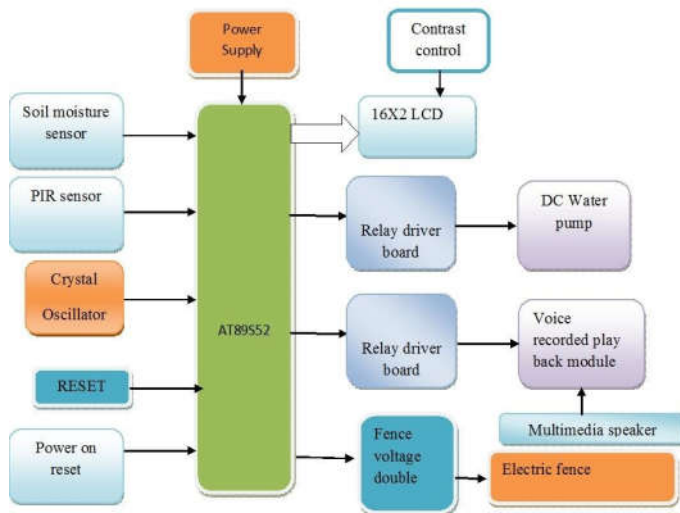 Power
Supply
Contrast
control
Soil moisture
sensor
16X2 LCD
PIR sensor
Relay driver
board
DC Water
pump
Crystal
Oscillator
AT89S52
Relay driver
board
Voice
recorded play
back module
RESET
Multimedia speaker
Power on
reset
Fence
voltage
double
Electric fence